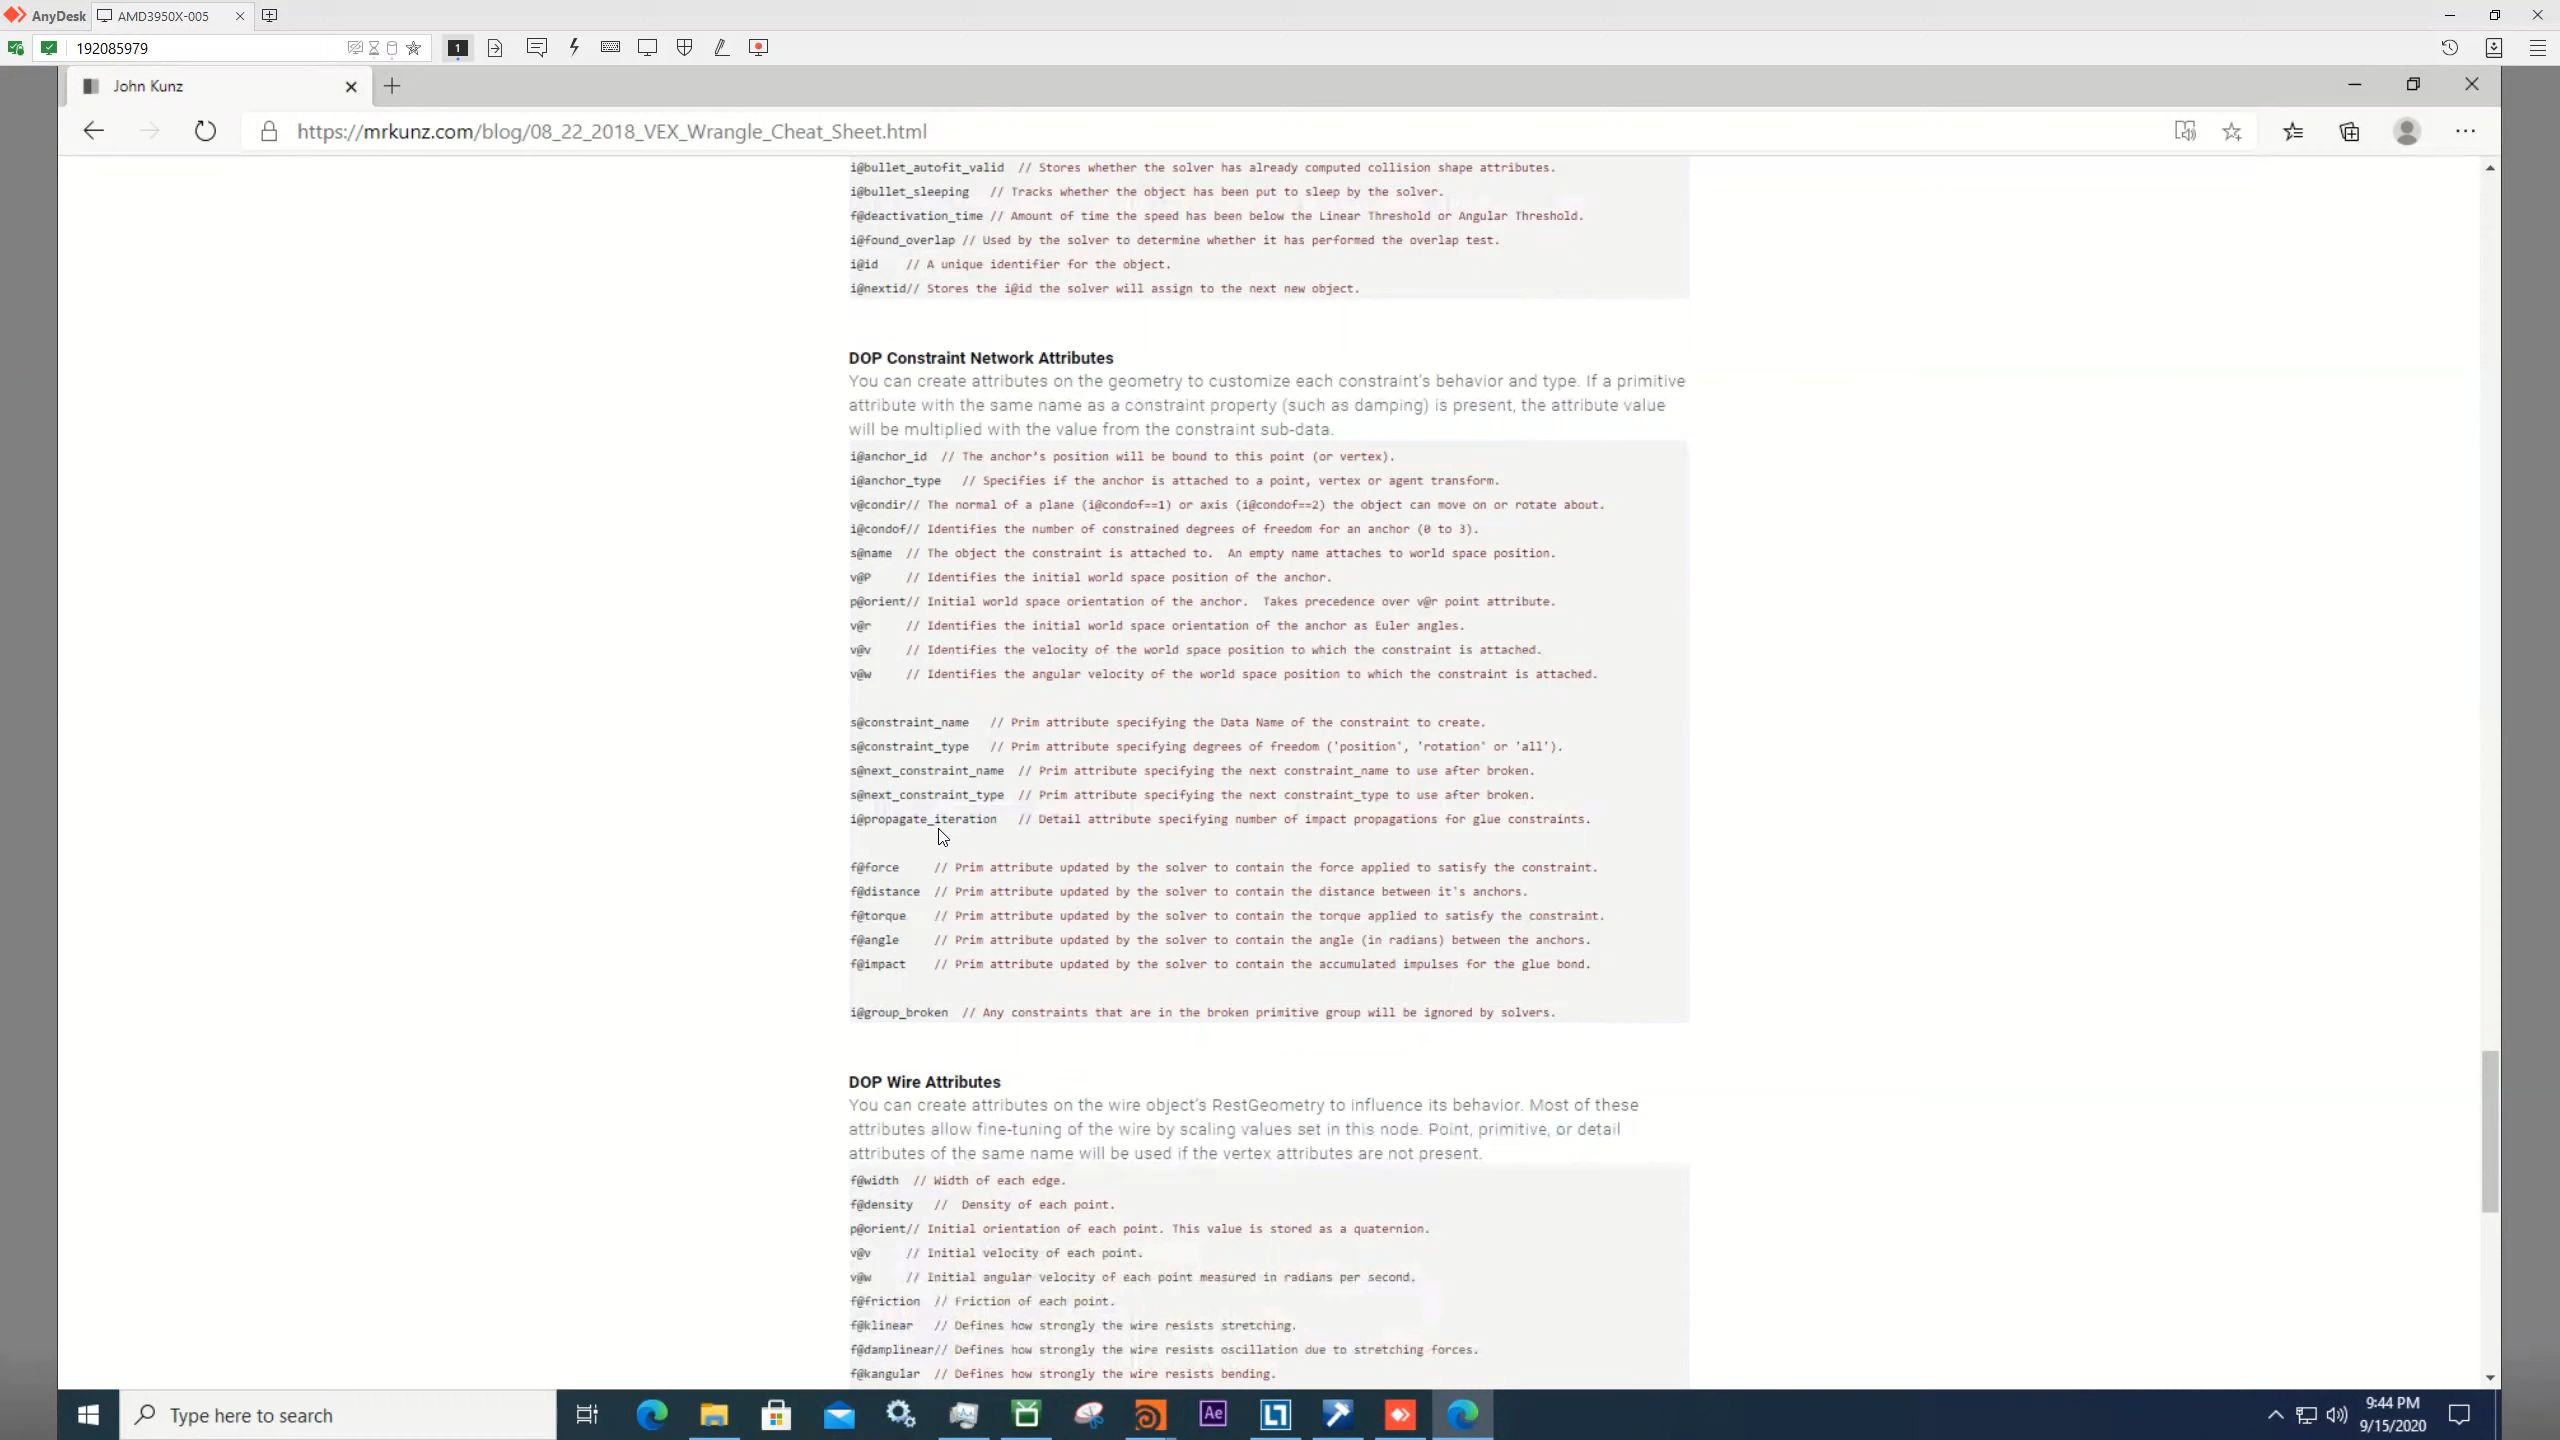 AnyDesk
AMD3950X-005
192085979
1
John Kunz
https://mrkunz.com/blog/08_22_2018_VEX_Wrangle_Cheat_Sheet.html
i@bullet_autofit_valid // Stores whether the solver has already computed collision shape attributes.
i@bullet_sleeping // Tracks whether the object has been put to sleep by the solver.
f@deactivation_time // Amount of time the speed has been below the Linear Threshold or Angular Threshold.
i@found_overlap // Used by the solver to determine whether it has performed the overlap test.
i@id // A unique identifier for the object.
i@nextid// Stores the i@id the solver will assign to the next new object.
DOP Constraint Network Attributes
You can create attributes on the geometry to customize each constraint's behavior and type. If a primitive
attribute with the same name as a constraint property (such as damping) is present, the attribute value
will be multiplied with the value from the constraint sub-data.
i@anchor_id // The anchor's position will be bound to this point (or vertex).
i@anchor_type // Specifies if the anchor is attached to a point, vertex or agent transform.
v@condir// The normal of a plane (i@condof==1) or axis (i@condof==2) the object can move on or rotate about.
i@condof// Identifies the number of constrained degrees of freedom for an anchor (0 to 3).
s@name // The object the constraint is attached to. An empty name attaches to world space position.
v@P // Identifies the initial world space position of the anchor.
p@orient// Initial world space orientation of the anchor. Takes precedence over v@r point attribute.
v@r // Identifies the initial world space orientation of the anchor as Euler angles.
v@v // Identifies the velocity of the world space position to which the constraint is attached.
v@w // Identifies the angular velocity of the world space position to which the constraint is attached.
s@constraint_name // Prim attribute specifying the Data Name of the constraint to create.
s@constraint_type // Prim attribute specifying degrees of freedom ('position', 'rotation' or 'all').
s@next_constraint_name // Prim attribute specifying the next constraint_name to use after broken.
s@next_constraint_type // Prim attribute specifying the next constraint_type to use after broken.
i@propagate_iteration // Detail attribute specifying number of impact propagations for glue constraints.
f@force // Prim attribute updated by the solver to contain the force applied to satisfy the constraint.
f@distance // Prim attribute updated by the solver to contain the distance between it's anchors.
f@torque // Prim attribute updated by the solver to contain the torque applied to satisfy the constraint.
f@angle // Prim attribute updated by the solver to contain the angle (in radians) between the anchors.
f@impact // Prim attribute updated by the solver to contain the accumulated impulses for the glue bond.
i@group_broken // Any constraints that are in the broken primitive group will be ignored by solvers.
DOP Wire Attributes
You can create attributes on the wire object's RestGeometry to influence its behavior. Most of these
attributes allow fine-tuning of the wire by scaling values set in this node. Point, primitive, or detail
attributes of the same name will be used if the vertex attributes are not present.
f@width // Width of each edge.
f@density // Density of each point.
p@orient// Initial orientation of each point. This value is stored as a quaternion.
v@v // Initial velocity of each point.
v@w // Initial angular velocity of each point measured in radians per second.
f@friction // Friction of each point.
f@klinear // Defines how strongly the wire resists stretching.
f@damplinear// Defines how strongly the wire resists oscillation due to stretching forces.
f@kangular // Defines how strongly the wire resists bending.
Type here to search
Ae
9:44 PM
9/15/2020